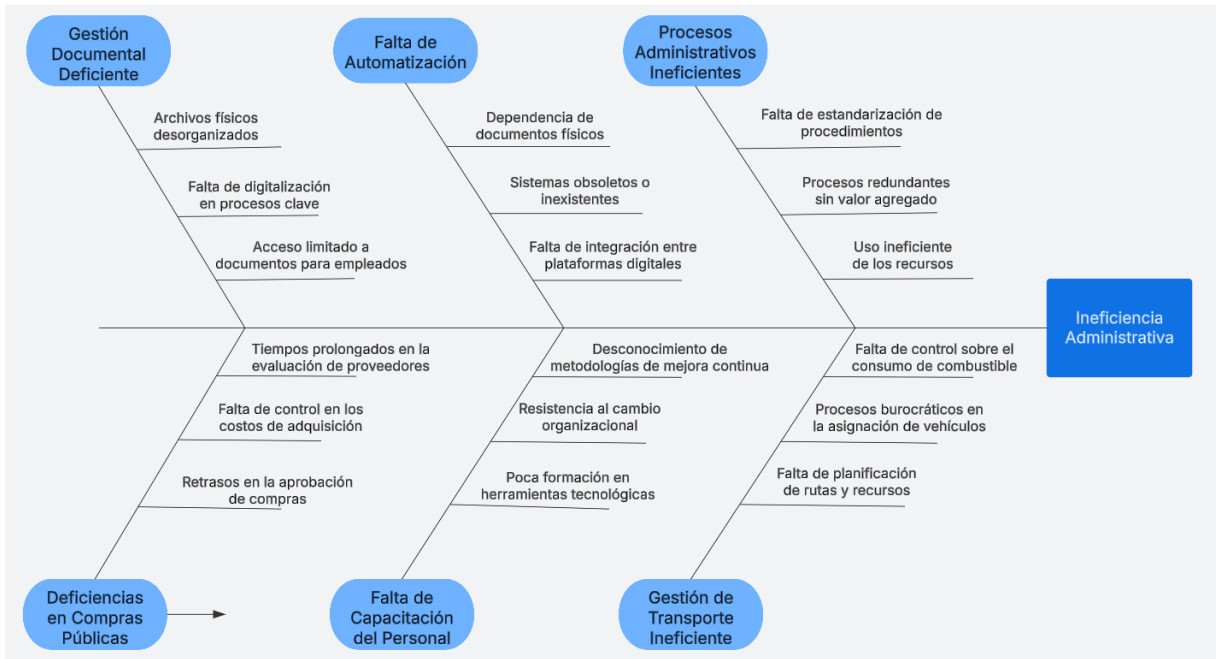 Gestión
Documental
Deficiente
Falta de
Automatización
Procesos
Administrativos
Ineficientes
Archivos físicos
desorganizados
Falta de digitalización
en procesos clave
Acceso limitado a
documentos para empleados
Dependencia de
documentos físicos
Sistemas obsoletos o
inexistentes
Falta de integración entre
plataformas digitales
Falta de estandarización de
procedimientos
Procesos redundantes
sin valor agregado
Uso ineficiente
de los recursos
Ineficiencia
Administrativa
Tiempos prolongados en la
evaluación de proveedores
Falta de control en los
costos de adquisición
Retrasos en la aprobación
de compras
Desconocimiento de
metodologías de mejora continua
Resistencia al cambio
organizacional
Poca formación en
herramientas tecnológicas
Falta de control sobre el
consumo de combustible
Procesos burocráticos en
la asignación de vehículos
Falta de planificación
de rutas y recursos
Deficiencias
en Compras
Públicas
Falta de
Capacitación
del Personal
Gestión de
Transporte
Ineficiente